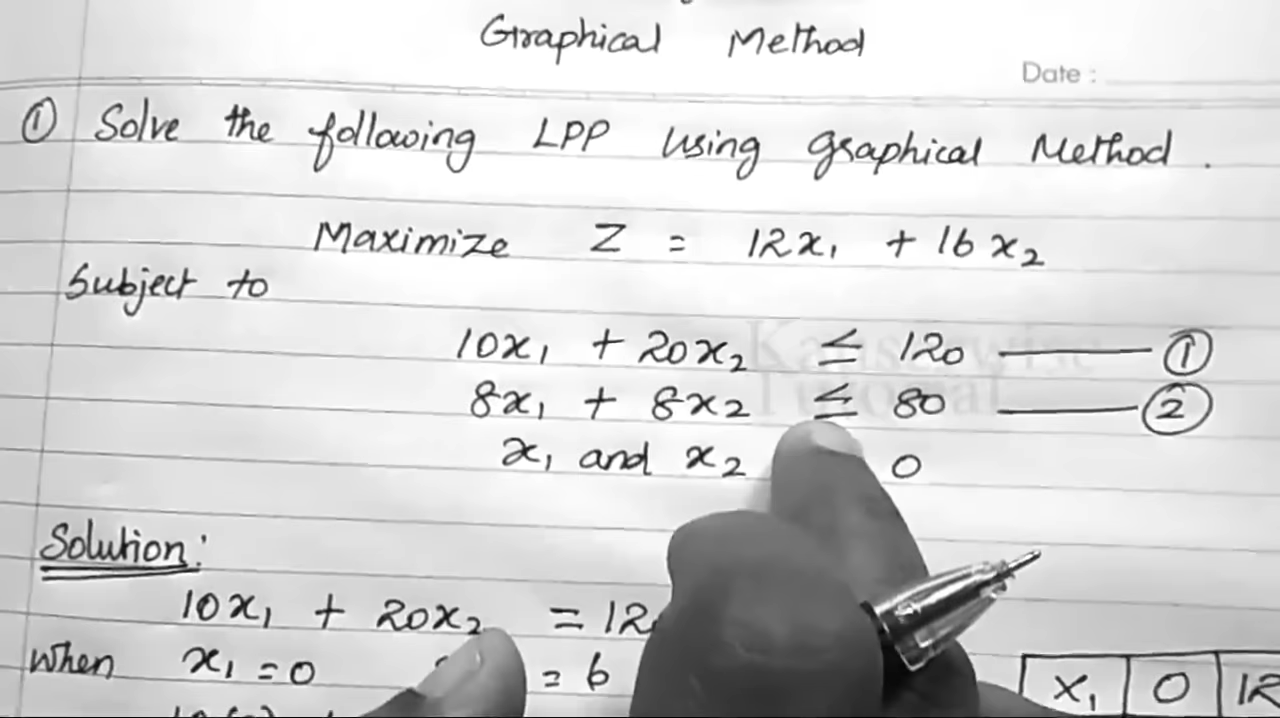 Graphical Method
Date :
① Solve the following LPP using graphical Method .
Maximize Z = 12x₁ + 16x₂
Subject to
10x₁ + 20x₂ ≤ 120 ——— ①
8x₁ + 8x₂ ≤ 80 ——— ②
x₁ and x₂ 0
Solution:
10x₁ + 20x₂ = 12
When x₁ = 0 = 6
x₁ 0 12